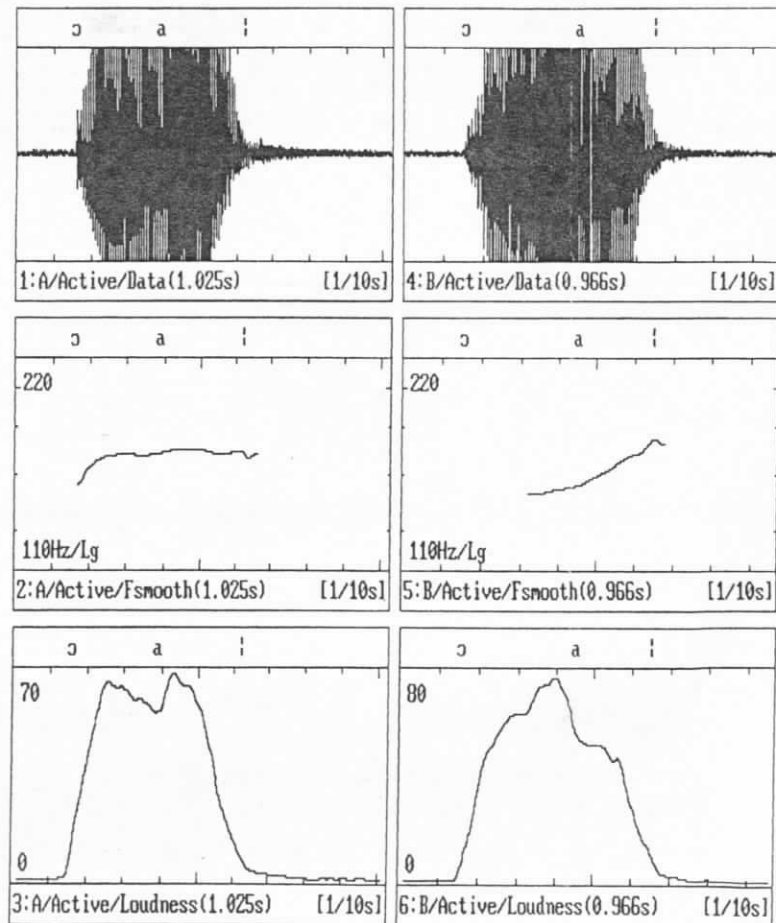 ɔ a ¦
1:A/Active/Data(1.025s) [1/10s]
ɔ a ¦
220
110Hz/Lg
2:A/Active/Fsmooth(1.025s) [1/10s]
ɔ a ¦
70
0
3:A/Active/Loudness(1.025s) [1/10s]
ɔ a ¦
4:B/Active/Data(0.966s) [1/10s]
ɔ a ¦
220
110Hz/Lg
5:B/Active/Fsmooth(0.966s) [1/10s]
ɔ a ¦
80
0
6:B/Active/Loudness(0.966s) [1/10s]